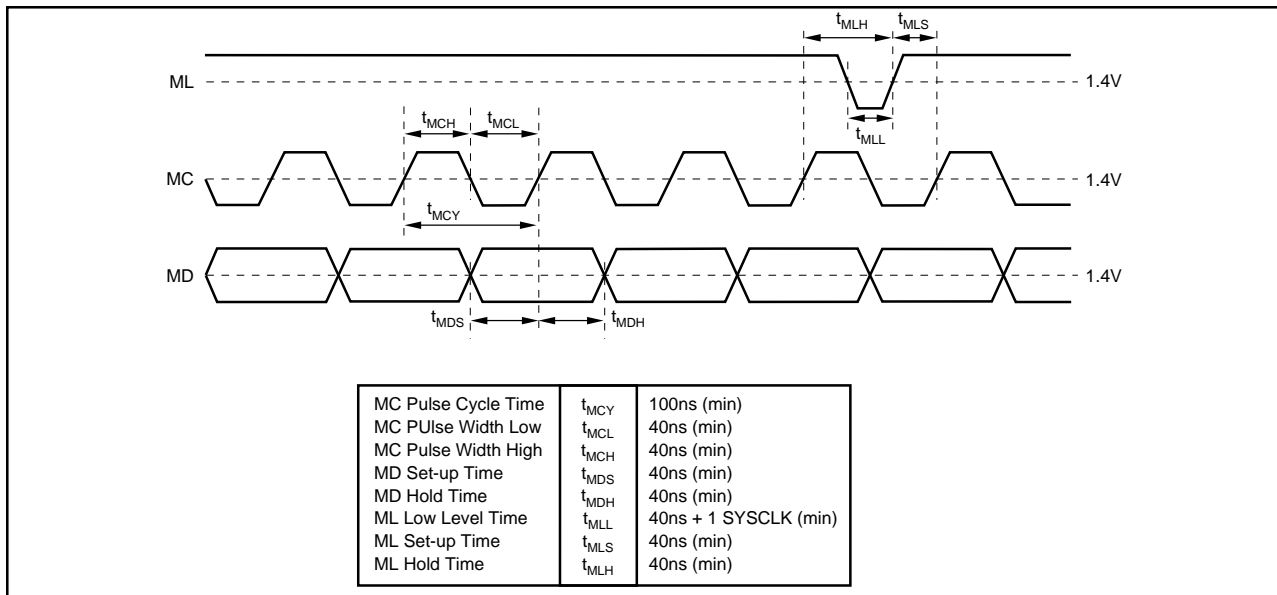 tMLH tMLS
ML 1.4V
tMCH tMCL tMLL
MC 1.4V
tMCY
MD 1.4V
tMDS tMDH
MC Pulse Cycle Time tMCY 100ns (min)
MC PUlse Width Low tMCL 40ns (min)
MC Pulse Width High tMCH 40ns (min)
MD Set-up Time tMDS 40ns (min)
MD Hold Time tMDH 40ns (min)
ML Low Level Time tMLL 40ns + 1 SYSCLK (min)
ML Set-up Time tMLS 40ns (min)
ML Hold Time tMLH 40ns (min)